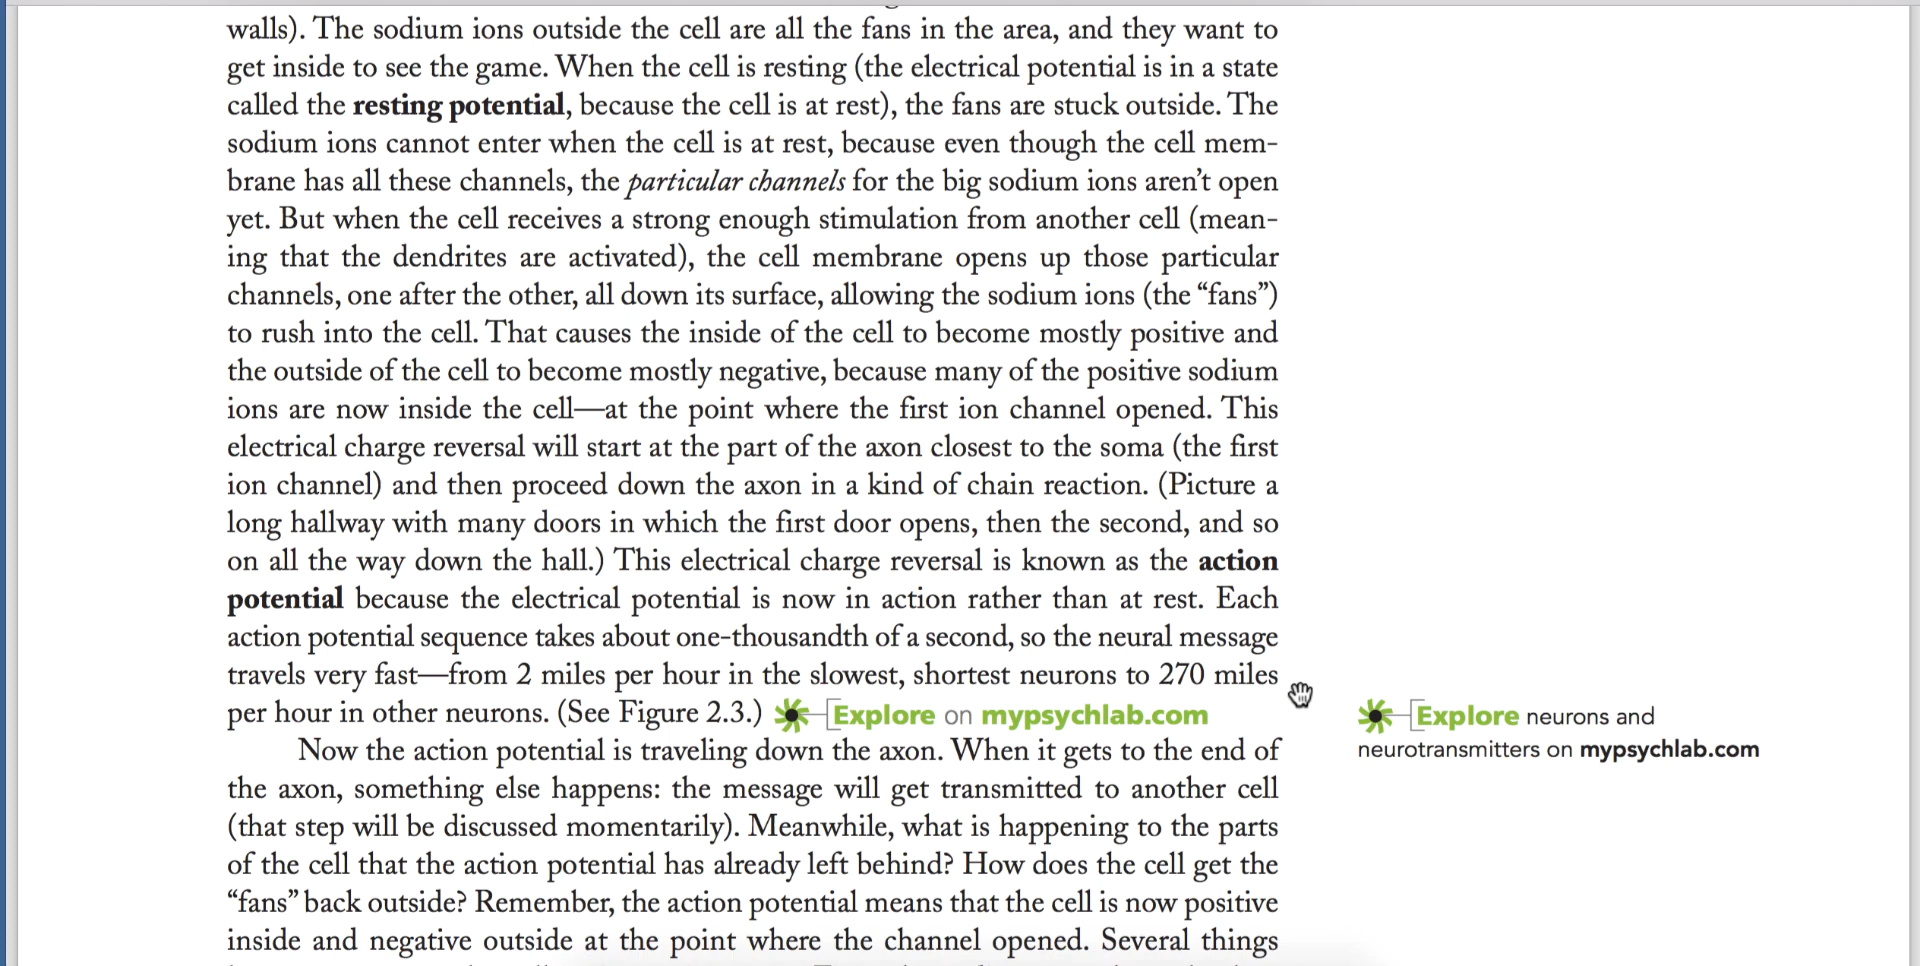 walls). The sodium ions outside the cell are all the fans in the area, and they want to
get inside to see the game. When the cell is resting (the electrical potential is in a state
called the resting potential, because the cell is at rest), the fans are stuck outside. The
sodium ions cannot enter when the cell is at rest, because even though the cell mem-
brane has all these channels, the particular channels for the big sodium ions aren’t open
yet. But when the cell receives a strong enough stimulation from another cell (mean-
ing that the dendrites are activated), the cell membrane opens up those particular
channels, one after the other, all down its surface, allowing the sodium ions (the “fans”)
to rush into the cell. That causes the inside of the cell to become mostly positive and
the outside of the cell to become mostly negative, because many of the positive sodium
ions are now inside the cell—at the point where the first ion channel opened. This
electrical charge reversal will start at the part of the axon closest to the soma (the first
ion channel) and then proceed down the axon in a kind of chain reaction. (Picture a
long hallway with many doors in which the first door opens, then the second, and so
on all the way down the hall.) This electrical charge reversal is known as the action
potential because the electrical potential is now in action rather than at rest. Each
action potential sequence takes about one-thousandth of a second, so the neural message
travels very fast—from 2 miles per hour in the slowest, shortest neurons to 270 miles
per hour in other neurons. (See Figure 2.3.) Explore on mypsychlab.com
Now the action potential is traveling down the axon. When it gets to the end of
the axon, something else happens: the message will get transmitted to another cell
(that step will be discussed momentarily). Meanwhile, what is happening to the parts
of the cell that the action potential has already left behind? How does the cell get the
“fans” back outside? Remember, the action potential means that the cell is now positive
inside and negative outside at the point where the channel opened. Several things
Explore neurons and
neurotransmitters on mypsychlab.com